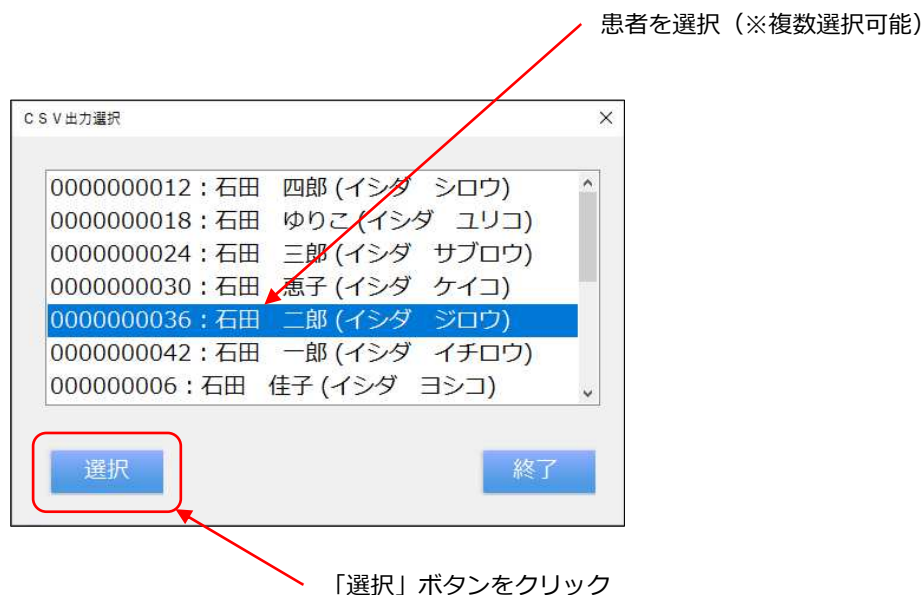 患者を選択（※複数選択可能）
ＣＳＶ出力選択
0000000012：石田　四郎 (イシダ　シロウ)
0000000018：石田　ゆりこ (イシダ　ユリコ)
0000000024：石田　三郎 (イシダ　サブロウ)
0000000030：石田　恵子 (イシダ　ケイコ)
0000000036：石田　二郎 (イシダ　ジロウ)
0000000042：石田　一郎 (イシダ　イチロウ)
000000006：石田　佳子 (イシダ　ヨシコ)
選択
終了
「選択」ボタンをクリック